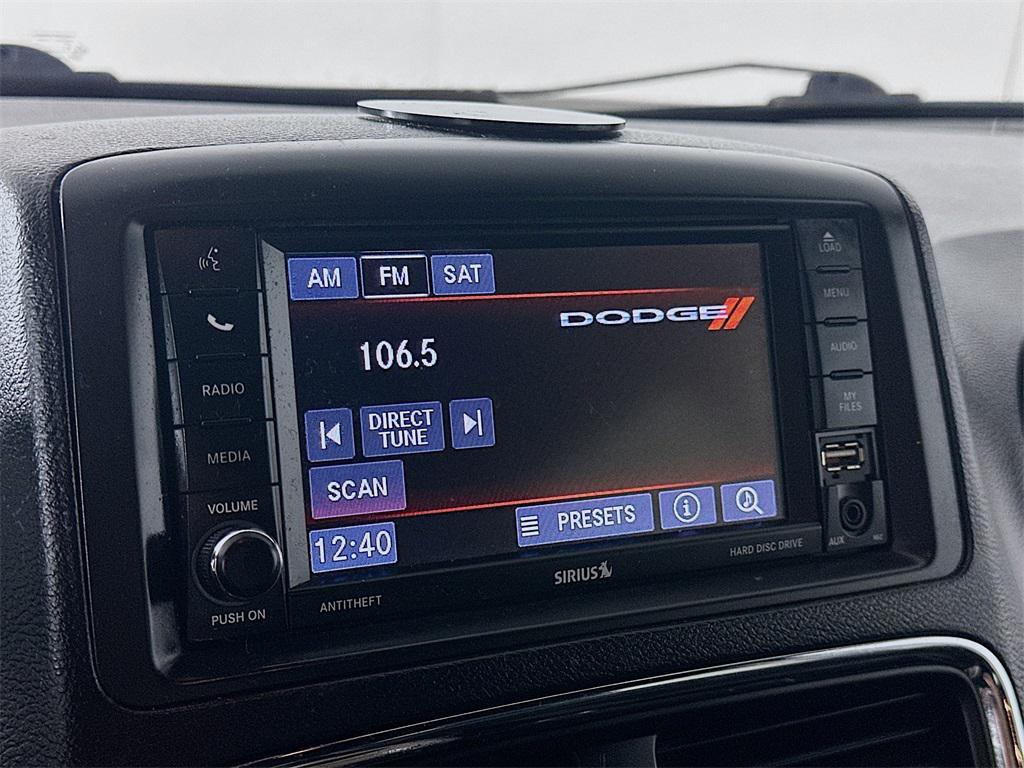 AM FM SAT
DODGE
106.5
DIRECT
TUNE
SCAN
PRESETS
12:40
RADIO
MEDIA
VOLUME
PUSH ON
ANTITHEFT
SIRIUS
HARD DISC DRIVE
LOAD
MENU
AUDIO
MY
FILES
AUX